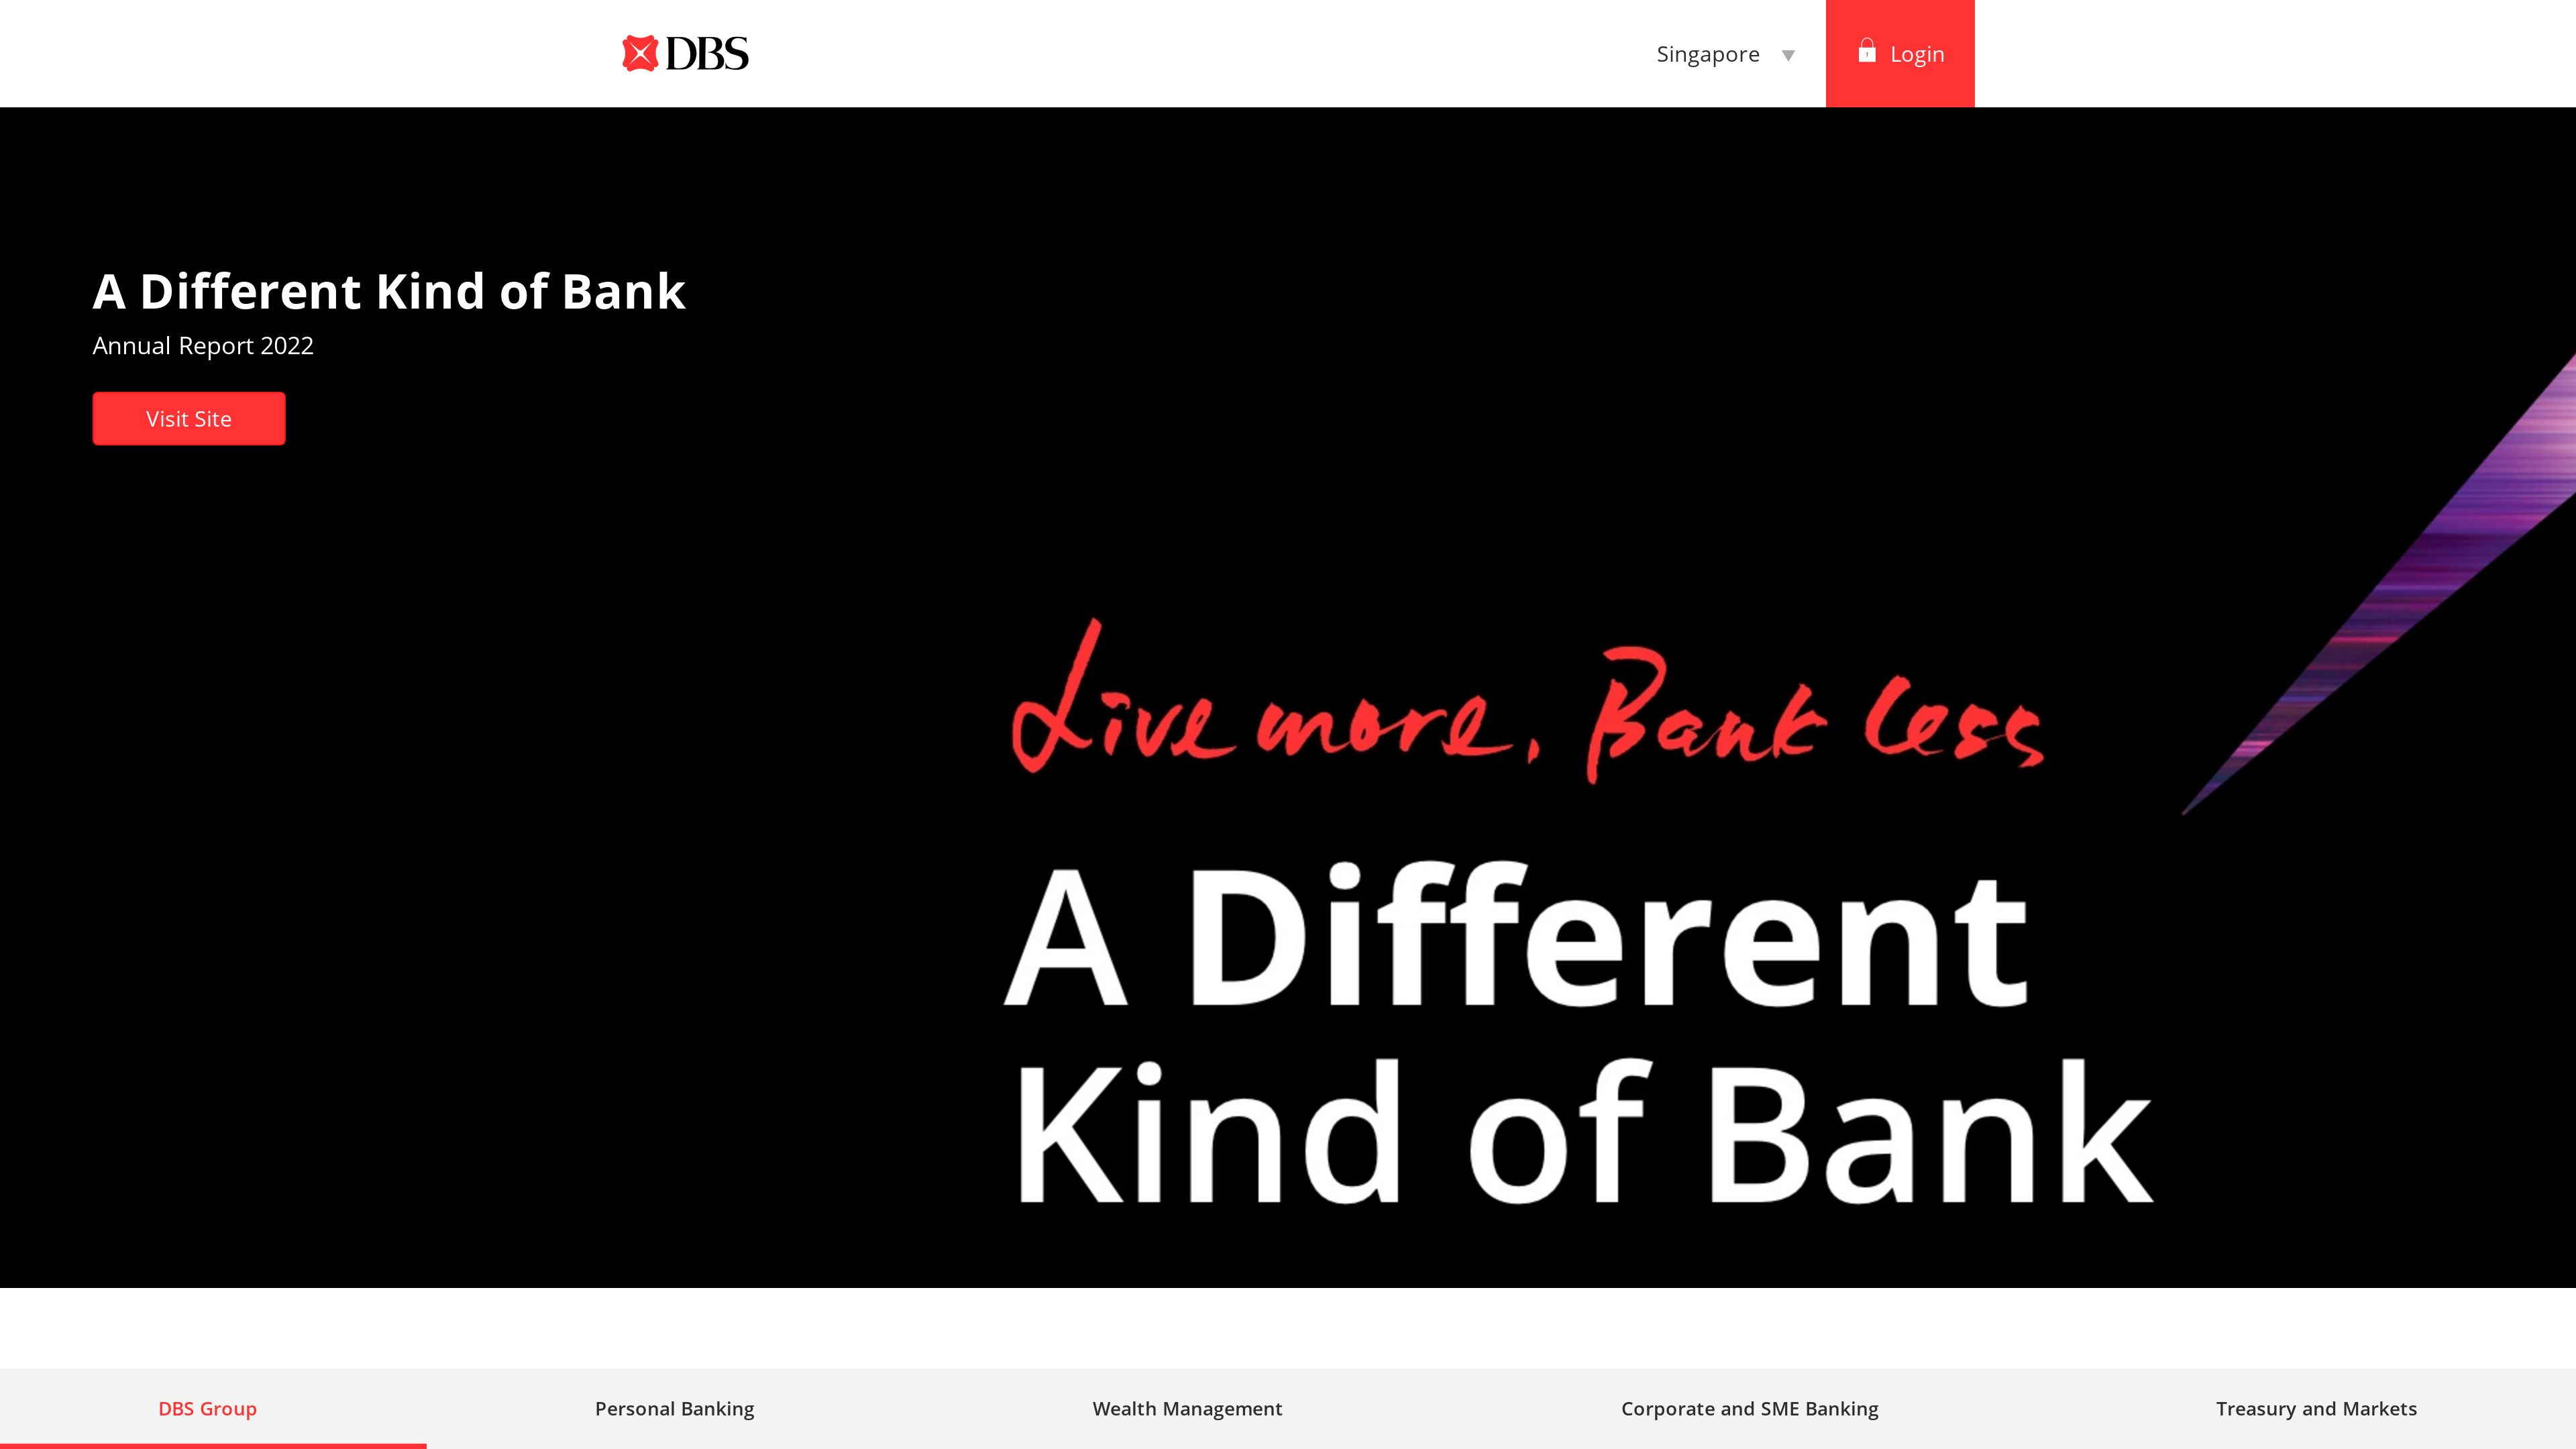 DBS
Singapore
Login
A Different Kind of Bank
Annual Report 2022
Visit Site
Live more, Bank less
A Different
Kind of Bank
DBS Group
Personal Banking
Wealth Management
Corporate and SME Banking
Treasury and Markets